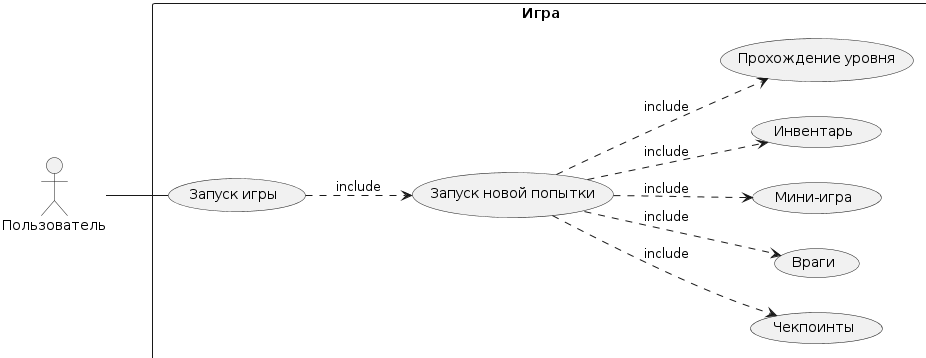 Игра
Прохождение уровня
include
Инвентарь
include
Запуск игры
include
Запуск новой попытки
include
Мини-игра
Пользователь
include
Враги
include
Чекпоинты